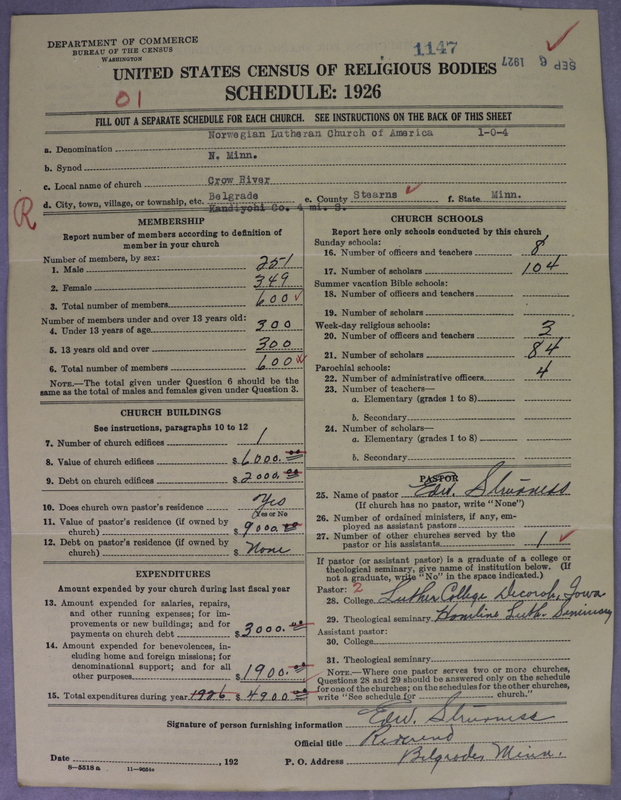 DEPARTMENT OF COMMERCE
BUREAU OF THE CENSUS
WASHINGTON
1147
SEP 6 1927
UNITED STATES CENSUS OF RELIGIOUS BODIES
SCHEDULE: 1926
01
FILL OUT A SEPARATE SCHEDULE FOR EACH CHURCH. SEE INSTRUCTIONS ON THE BACK OF THIS SHEET
a. Denomination Norwegian Lutheran Church of America 1-0-4
b. Synod N. Minn.
c. Local name of church Crow River
d. City, town, village, or township, etc. Belgrade e. County Stearns f. State Minn.
Kandiyohi Co. 4 mi. S.
R
MEMBERSHIP
Report number of members according to definition of
member in your church
Number of members, by sex:
1. Male 251
2. Female 349
3. Total number of members 600
Number of members under and over 13 years old:
4. Under 13 years of age 300
5. 13 years old and over 300
6. Total number of members 600
NOTE.—The total given under Question 6 should be the
same as the total of males and females given under Question 3.
CHURCH BUILDINGS
See instructions, paragraphs 10 to 12
7. Number of church edifices 1
8. Value of church edifices $6000.00
9. Debt on church edifices $2000.00
10. Does church own pastor's residence Yes
Yes or No
11. Value of pastor's residence (if owned by
church) $9000.00
12. Debt on pastor's residence (if owned by
church) $None
EXPENDITURES
Amount expended by your church during last fiscal year
13. Amount expended for salaries, repairs,
and other running expenses; for im-
provements or new buildings; and for
payments on church debt $3000.00
14. Amount expended for benevolences, in-
cluding home and foreign missions; for
denominational support; and for all
other purposes $1900.00
15. Total expenditures during year 1926 $4900.00
CHURCH SCHOOLS
Report here only schools conducted by this church
Sunday schools:
16. Number of officers and teachers 8
17. Number of scholars 104
Summer vacation Bible schools:
18. Number of officers and teachers
19. Number of scholars
Week-day religious schools:
20. Number of officers and teachers 3
21. Number of scholars 84
Parochial schools:
22. Number of administrative officers 4
23. Number of teachers—
a. Elementary (grades 1 to 8)
b. Secondary
24. Number of scholars—
a. Elementary (grades 1 to 8)
b. Secondary
PASTOR
25. Name of pastor Edw. Strumness
(If church has no pastor, write "None")
26. Number of ordained ministers, if any, em-
ployed as assistant pastors
27. Number of other churches served by the
pastor or his assistants 1
If pastor (or assistant pastor) is a graduate of a college or
theological seminary, give name of institution below. (If
not a graduate, write "No" in the space indicated.)
Pastor: 2
28. College Luther College Decorah, Iowa
29. Theological seminary Hamline Luth. Seminary
Assistant pastor:
30. College
31. Theological seminary
NOTE.—Where one pastor serves two or more churches,
Questions 28 and 29 should be answered only on the schedule
for one of the churches; on the schedules for the other churches,
write "See schedule for church."
Signature of person furnishing information Edw. Strumness
Official title Reverend
Date , 192 P. O. Address Belgrade, Minn.
8—5518 a 11—9654